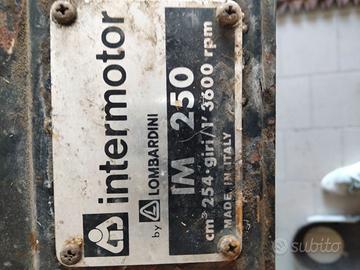 intermotor
by LOMBARDINI
IM 250
cm³ 254-giri/1' 3600 rpm
MADE IN ITALY
subito